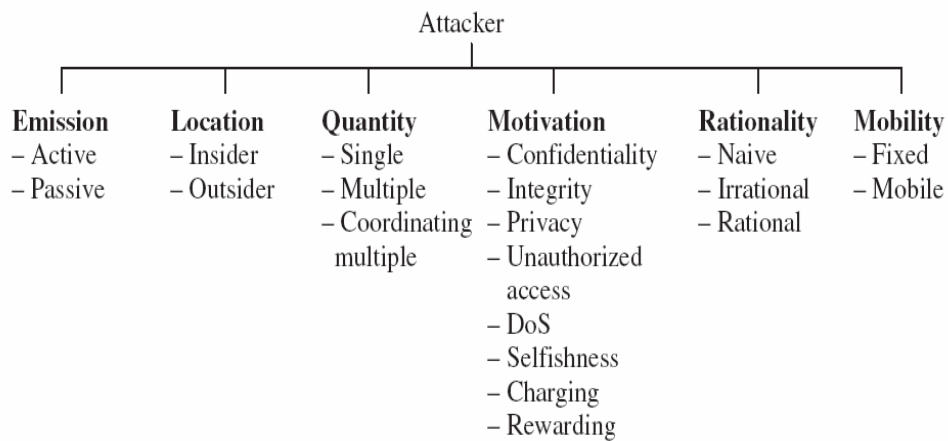 Attacker
Emission
– Active
– Passive
Location
– Insider
– Outsider
Quantity
– Single
– Multiple
– Coordinating
multiple
Motivation
– Confidentiality
– Integrity
– Privacy
– Unauthorized
access
– DoS
– Selfishness
– Charging
– Rewarding
Rationality
– Naive
– Irrational
– Rational
Mobility
– Fixed
– Mobile